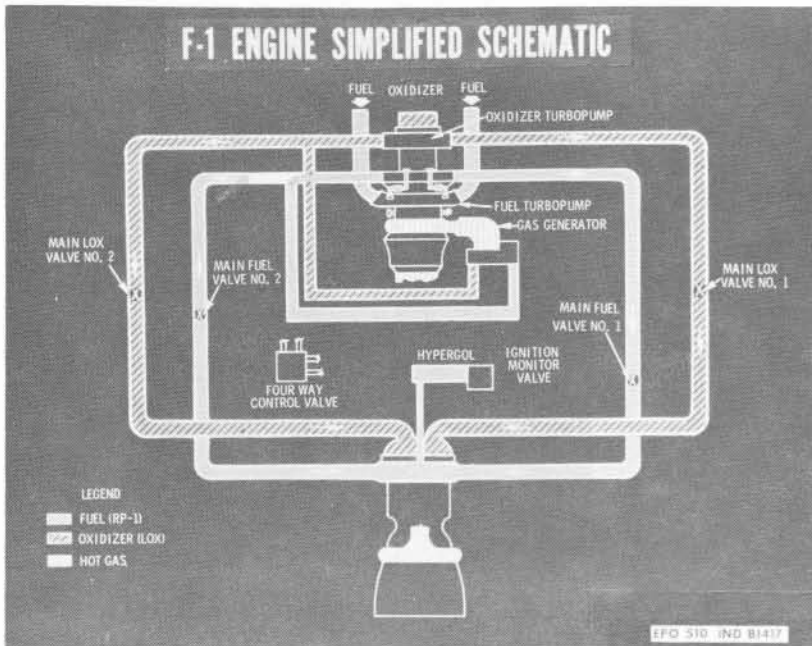 F-1 ENGINE SIMPLIFIED SCHEMATIC
FUEL
OXIDIZER
FUEL
OXIDIZER TURBOPUMP
FUEL TURBOPUMP
GAS GENERATOR
MAIN LOX
VALVE NO. 2
MAIN FUEL
VALVE NO. 2
MAIN LOX
VALVE NO. 1
MAIN FUEL
VALVE NO. 1
HYPERGOL
IGNITION
MONITOR
VALVE
FOUR WAY
CONTROL VALVE
LEGEND
FUEL (RP-1)
OXIDIZER (LOX)
HOT GAS
EFO 510 IND B1417